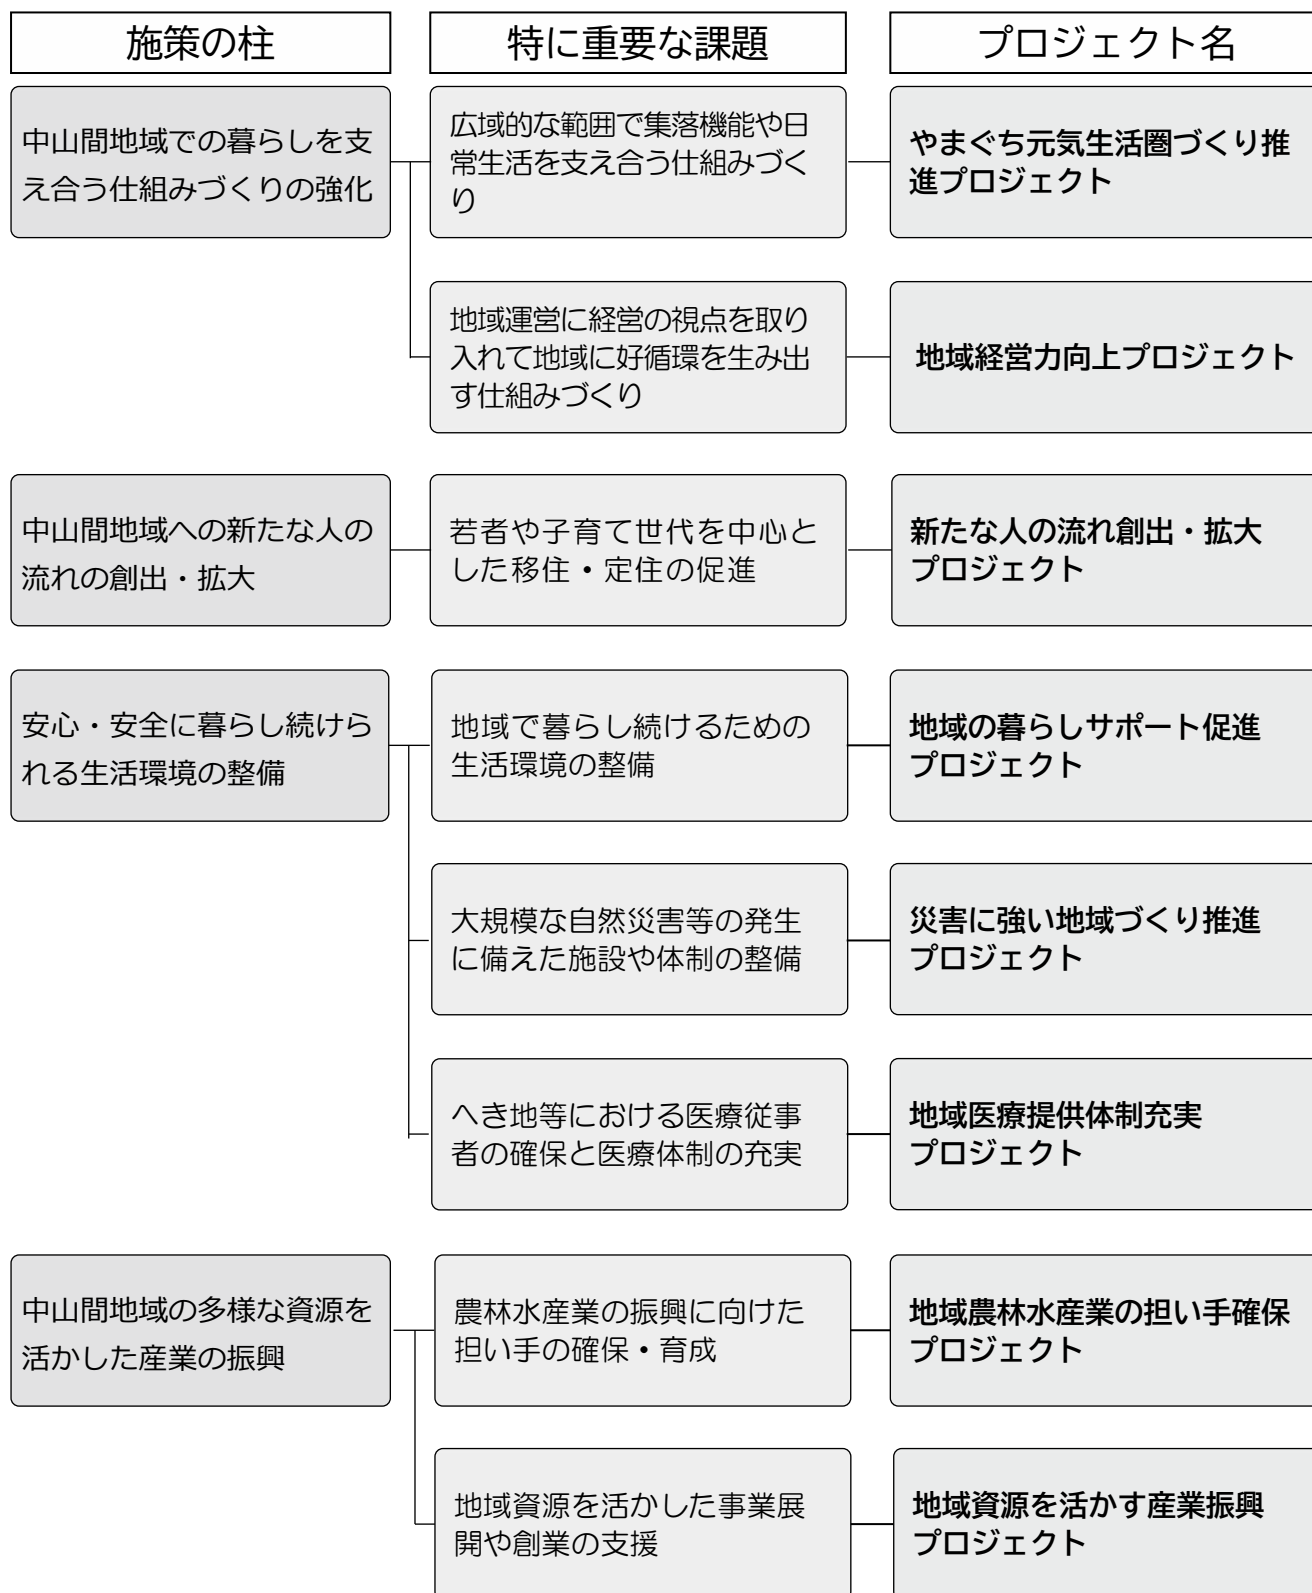 施策の柱
特に重要な課題
プロジェクト名
中山間地域での暮らしを支
え合う仕組みづくりの強化
広域的な範囲で集落機能や日
常生活を支え合う仕組みづく
り
やまぐち元気生活圏づくり推
進プロジェクト
地域運営に経営の視点を取り
入れて地域に好循環を生み出
す仕組みづくり
地域経営力向上プロジェクト
中山間地域への新たな人の
流れの創出・拡大
若者や子育て世代を中心と
した移住・定住の促進
新たな人の流れ創出・拡大
プロジェクト
安心・安全に暮らし続けら
れる生活環境の整備
地域で暮らし続けるための
生活環境の整備
地域の暮らしサポート促進
プロジェクト
大規模な自然災害等の発生
に備えた施設や体制の整備
災害に強い地域づくり推進
プロジェクト
へき地等における医療従事
者の確保と医療体制の充実
地域医療提供体制充実
プロジェクト
中山間地域の多様な資源を
活かした産業の振興
農林水産業の振興に向けた
担い手の確保・育成
地域農林水産業の担い手確保
プロジェクト
地域資源を活かした事業展
開や創業の支援
地域資源を活かす産業振興
プロジェクト